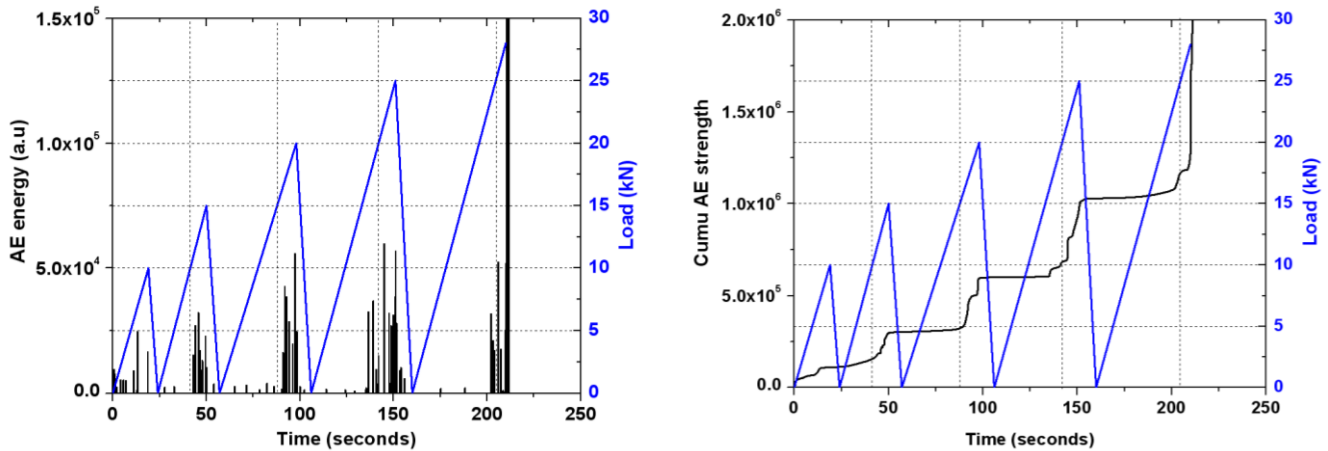 1.5x10⁵
1.0x10⁵
5.0x10⁴
0.0
AE energy (a.u)
0 50 100 150 200 250
Time (seconds)
30
25
20
15
10
5
0
Load (kN)
2.0x10⁶
1.5x10⁶
1.0x10⁶
5.0x10⁵
0.0
Cumu AE strength
0 50 100 150 200 250
Time (seconds)
30
25
20
15
10
5
0
Load (kN)